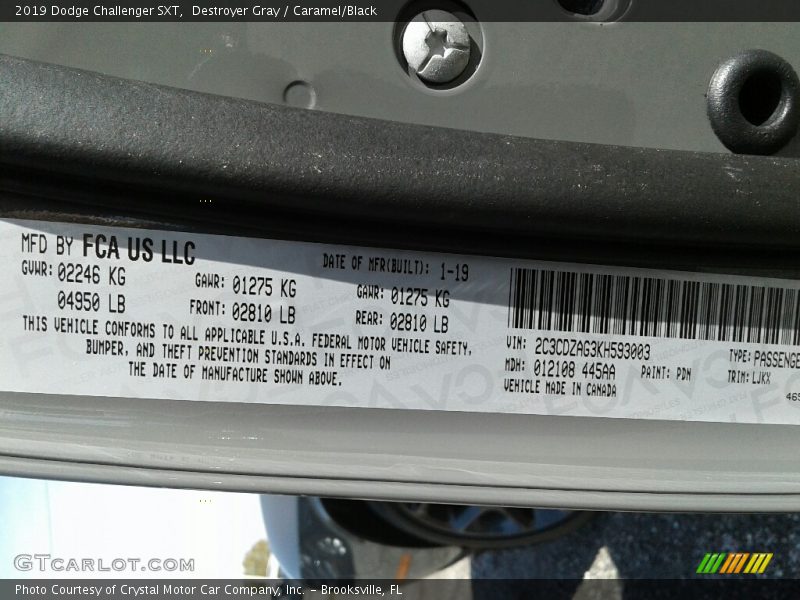 2019 Dodge Challenger SXT,  Destroyer Gray / Caramel/Black
MFD BY FCA US LLC
DATE OF MFR(BUILT): 1-19
GVWR: 02246 KG
04950 LB
GAWR: 01275 KG
FRONT: 02810 LB
GAWR: 01275 KG
REAR: 02810 LB
THIS VEHICLE CONFORMS TO ALL APPLICABLE U.S.A. FEDERAL MOTOR VEHICLE SAFETY,
BUMPER, AND THEFT PREVENTION STANDARDS IN EFFECT ON
THE DATE OF MANUFACTURE SHOWN ABOVE.
VIN: 2C3CDZAG3KH593003
TYPE: PASSENGE
MDH: 012108 445AA
PAINT: PDN
TRIM: LJKX
VEHICLE MADE IN CANADA
465
GTCARLOT.COM
Photo Courtesy of Crystal Motor Car Company, Inc. – Brooksville, FL